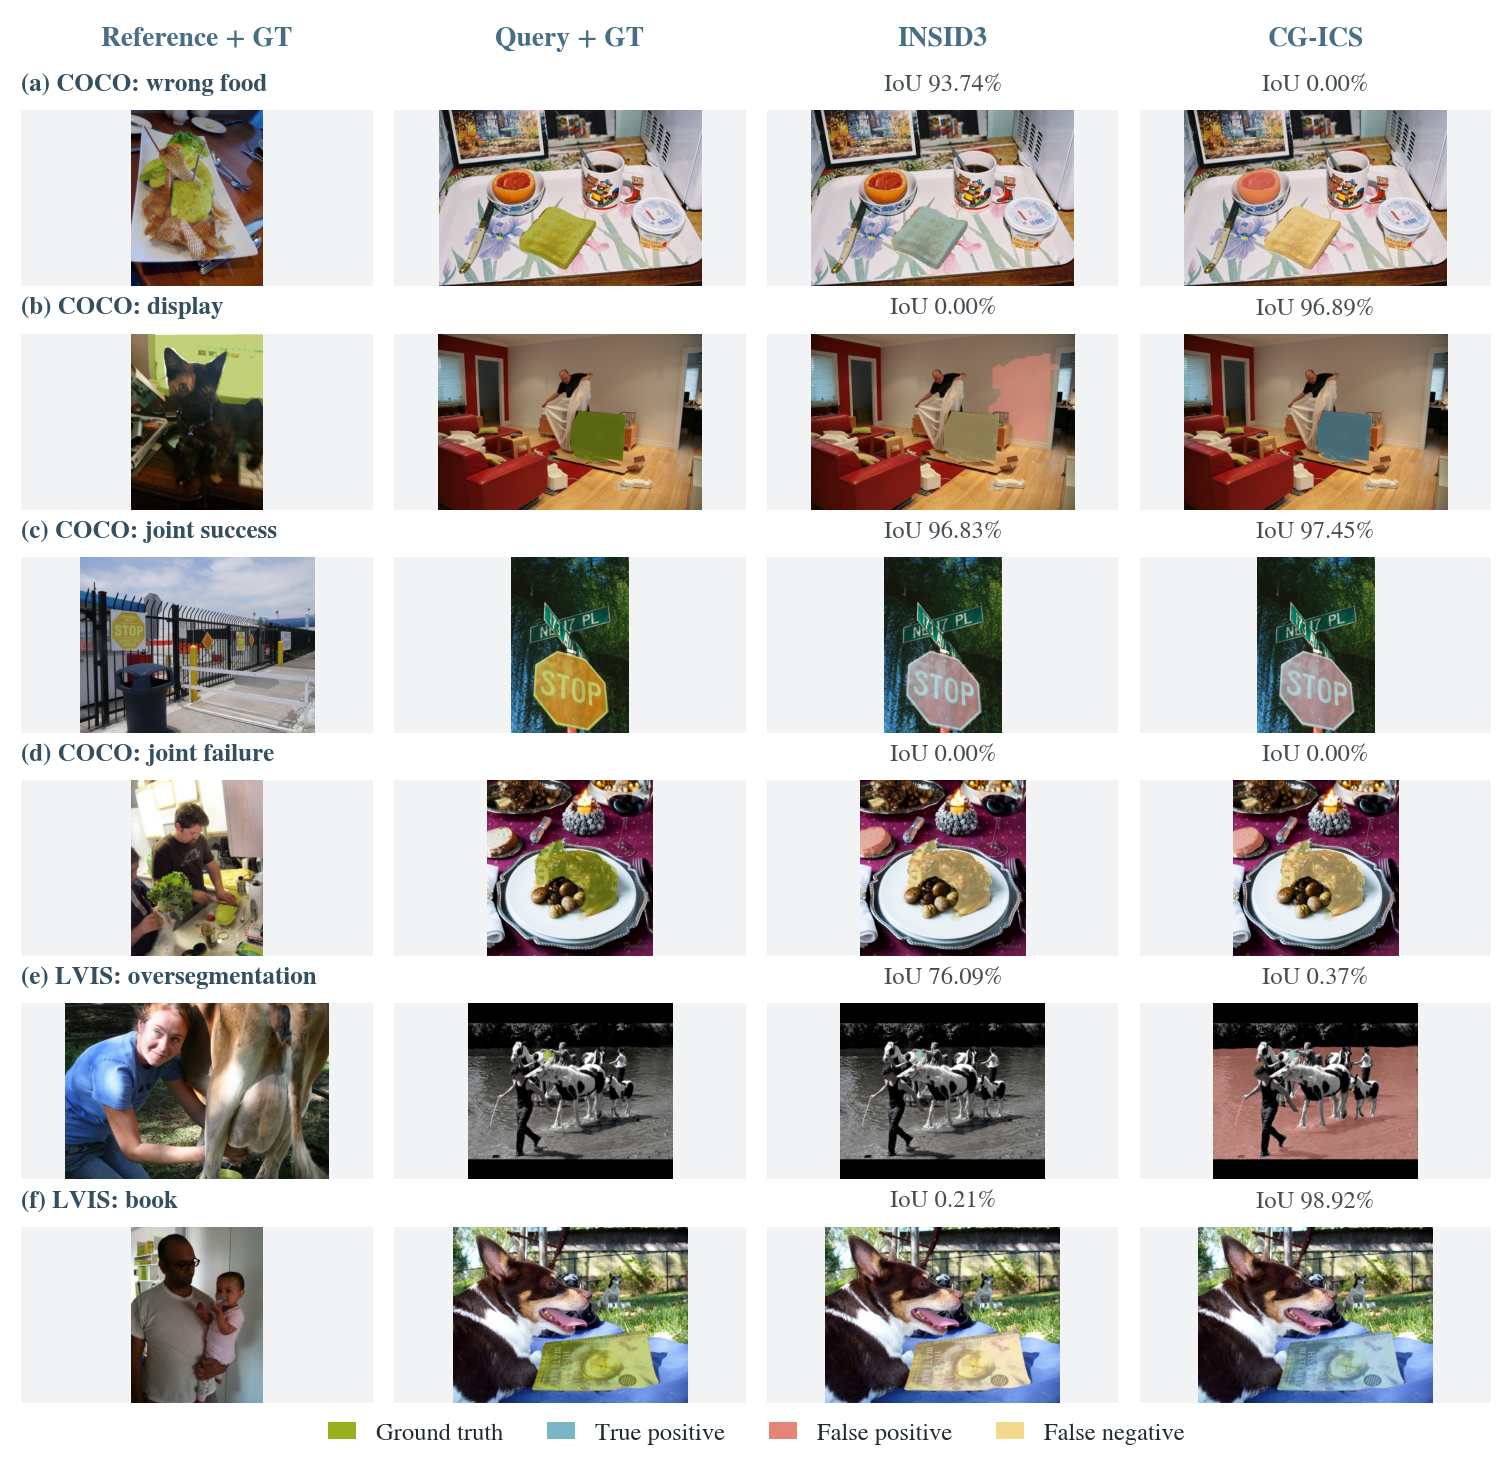 Reference + GT
Query + GT
INSID3
CG-ICS
(a) COCO: wrong food
IoU 93.74%
IoU 0.00%
(b) COCO: display
IoU 0.00%
IoU 96.89%
(c) COCO: joint success
IoU 96.83%
IoU 97.45%
STOP
PL
STOP
PL
STOP
PL
STOP
(d) COCO: joint failure
IoU 0.00%
IoU 0.00%
(e) LVIS: oversegmentation
IoU 76.09%
IoU 0.37%
(f) LVIS: book
IoU 0.21%
IoU 98.92%
Ground truth
True positive
False positive
False negative